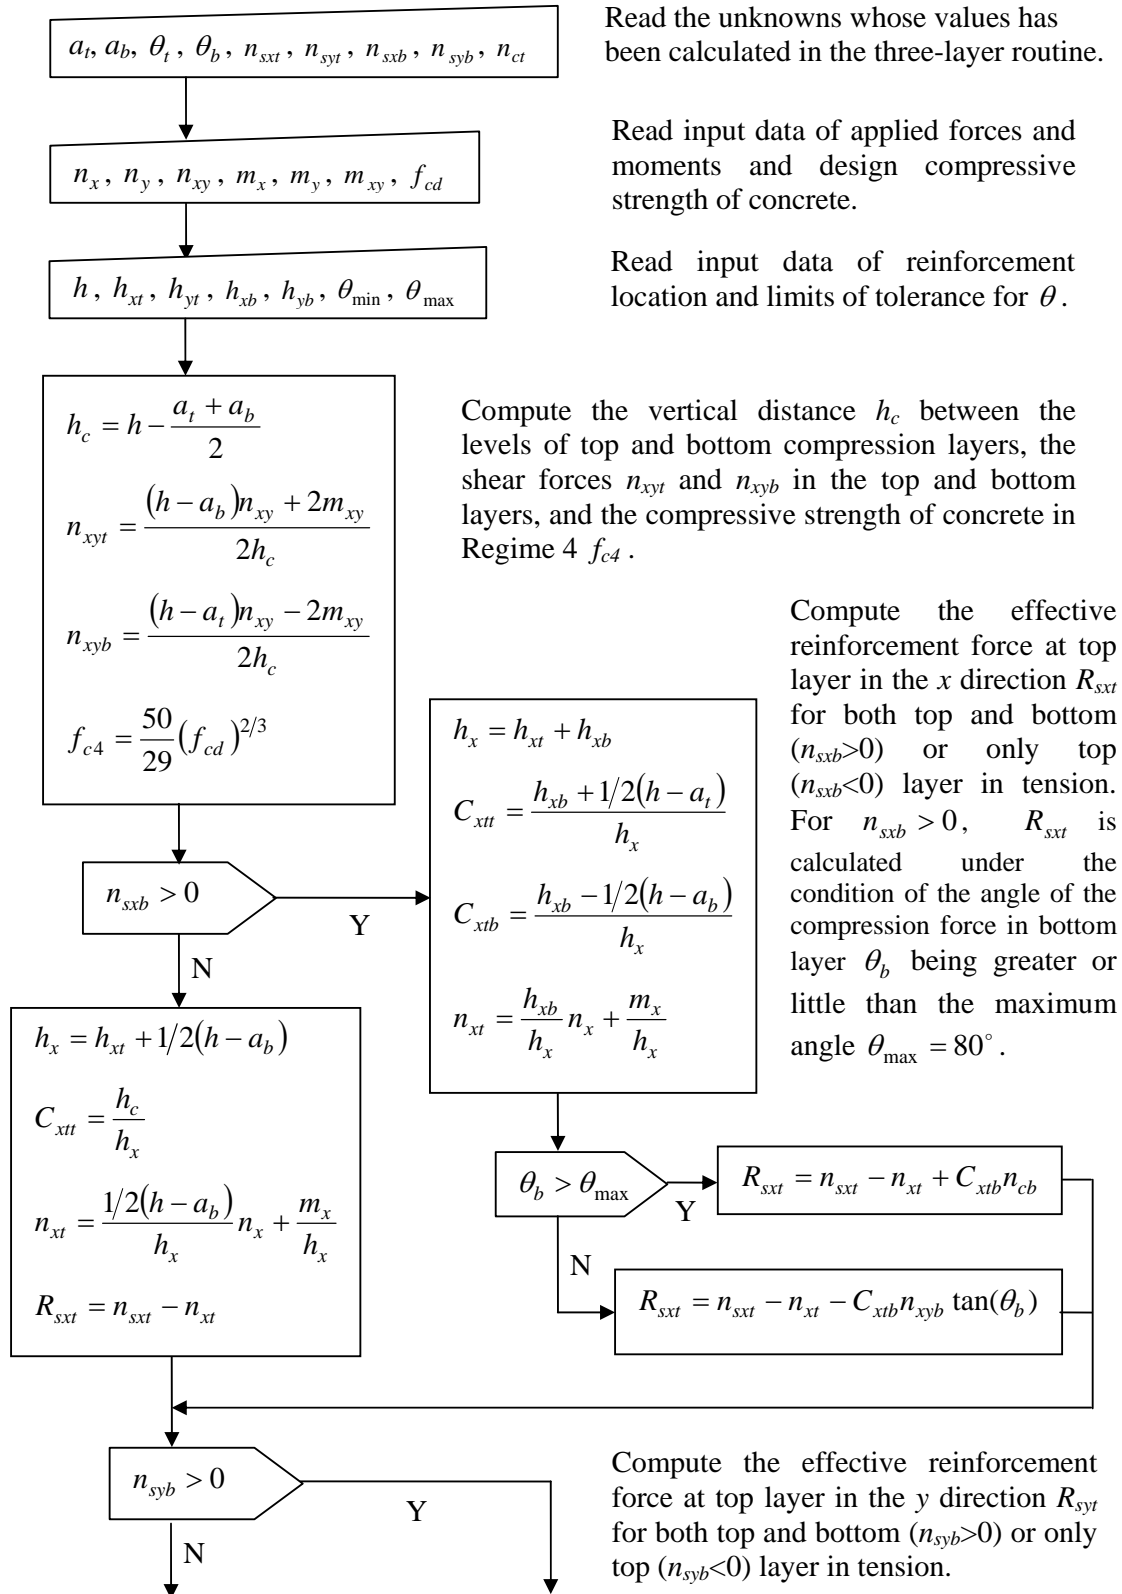 a_t, a_b, θ_t, θ_b, n_sxt, n_syt, n_sxb, n_syb, n_ct
Read the unknowns whose values has
been calculated in the three-layer routine.
n_x, n_y, n_xy, m_x, m_y, m_xy, f_cd
Read input data of applied forces and
moments and design compressive
strength of concrete.
h, h_xt, h_yt, h_xb, h_yb, θ_min, θ_max
Read input data of reinforcement
location and limits of tolerance for θ.
h_c = h − (a_t + a_b)/2
n_xyt = ((h − a_b)n_xy + 2m_xy)/(2h_c)
n_xyb = ((h − a_t)n_xy − 2m_xy)/(2h_c)
f_c4 = 50/29 (f_cd)^(2/3)
Compute the vertical distance h_c between the
levels of top and bottom compression layers, the
shear forces n_xyt and n_xyb in the top and bottom
layers, and the compressive strength of concrete in
Regime 4 f_c4.
Compute the effective
reinforcement force at top
layer in the x direction R_sxt
for both top and bottom
(n_sxb>0) or only top
(n_sxb<0) layer in tension.
For n_sxb > 0, R_sxt is
calculated under the
condition of the angle of the
compression force in bottom
layer θ_b being greater or
little than the maximum
angle θ_max = 80°.
n_sxb > 0
Y
N
h_x = h_xt + h_xb
C_xtt = (h_xb + 1/2(h − a_t))/h_x
C_xtb = (h_xb − 1/2(h − a_b))/h_x
n_xt = h_xb/h_x n_x + m_x/h_x
h_x = h_xt + 1/2(h − a_b)
C_xtt = h_c/h_x
n_xt = (1/2(h − a_b))/h_x n_x + m_x/h_x
R_sxt = n_sxt − n_xt
θ_b > θ_max
Y
R_sxt = n_sxt − n_xt + C_xtb n_cb
N
R_sxt = n_sxt − n_xt − C_xtb n_xyb tan(θ_b)
n_syb > 0
Y
N
Compute the effective reinforcement
force at top layer in the y direction R_syt
for both top and bottom (n_syb>0) or only
top (n_syb<0) layer in tension.